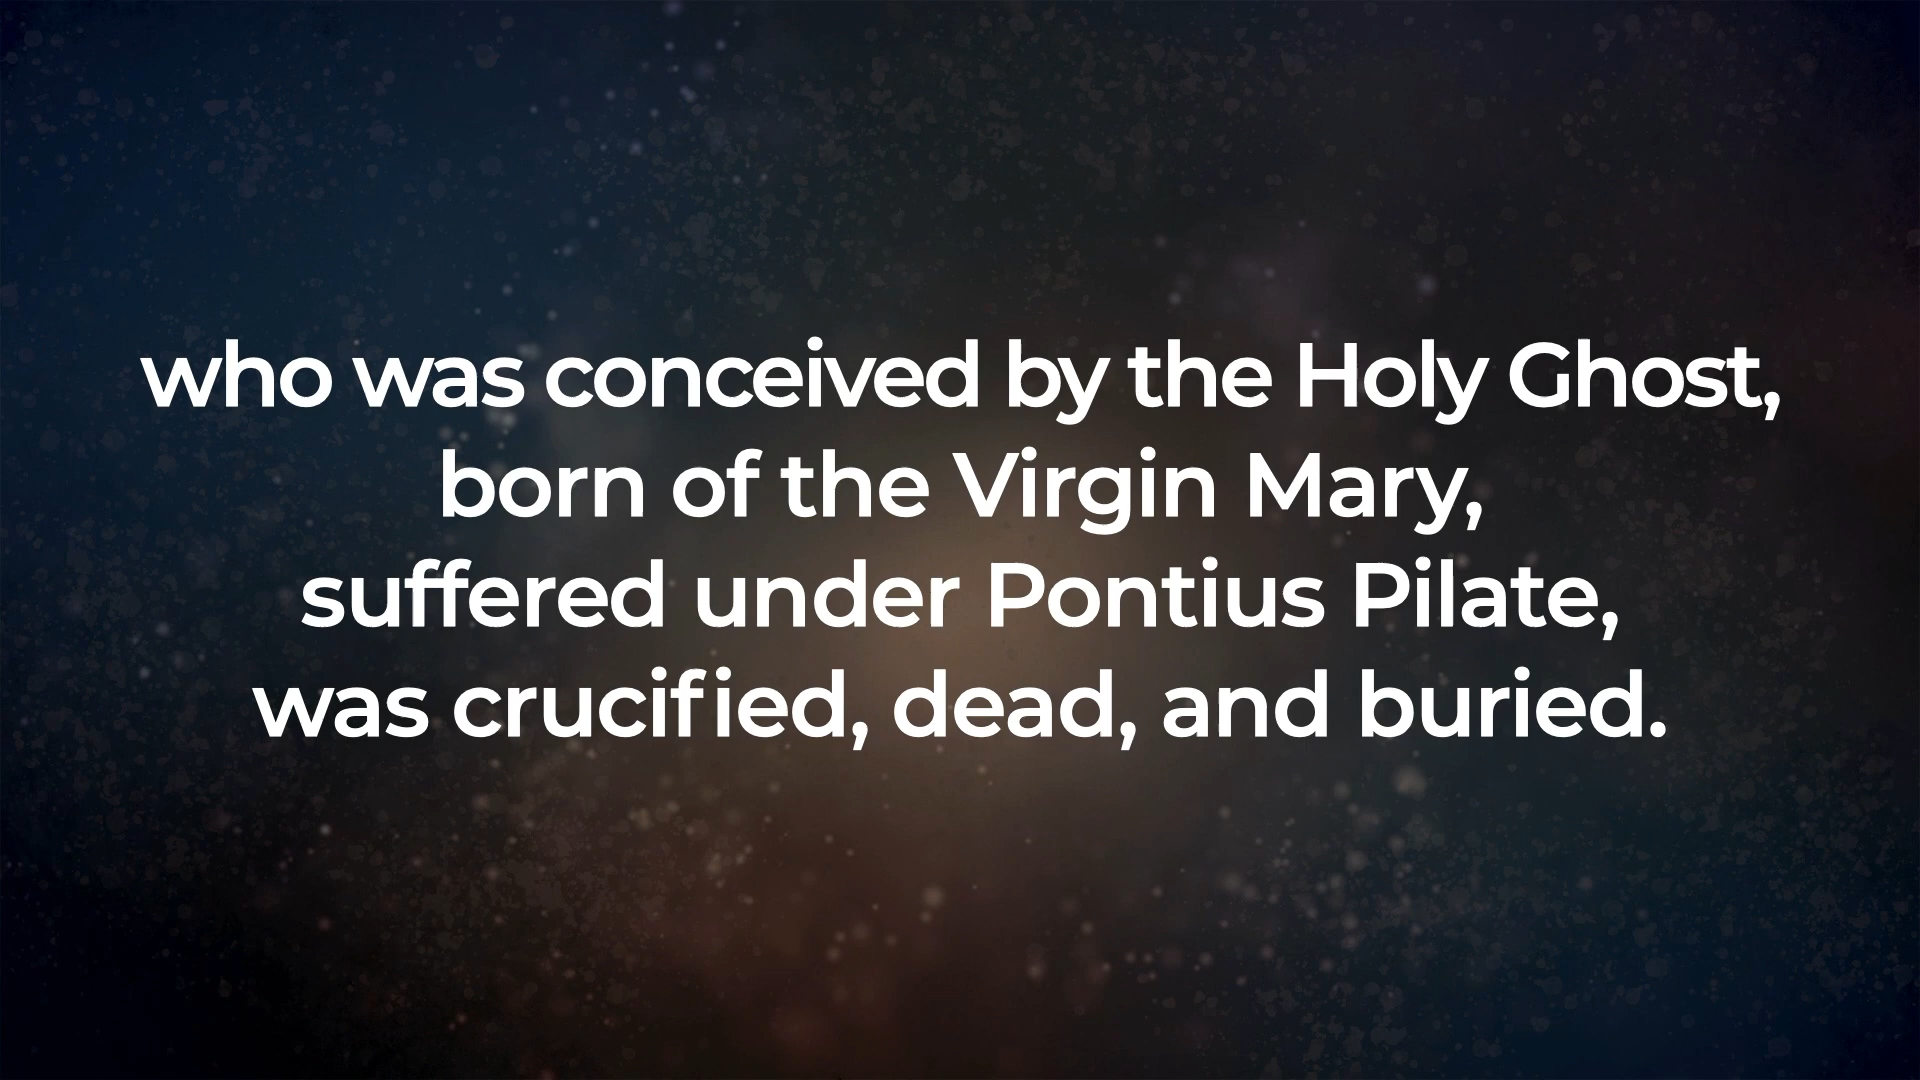 who was conceived by the Holy Ghost,
born of the Virgin Mary,
suffered under Pontius Pilate,
was crucified, dead, and buried.